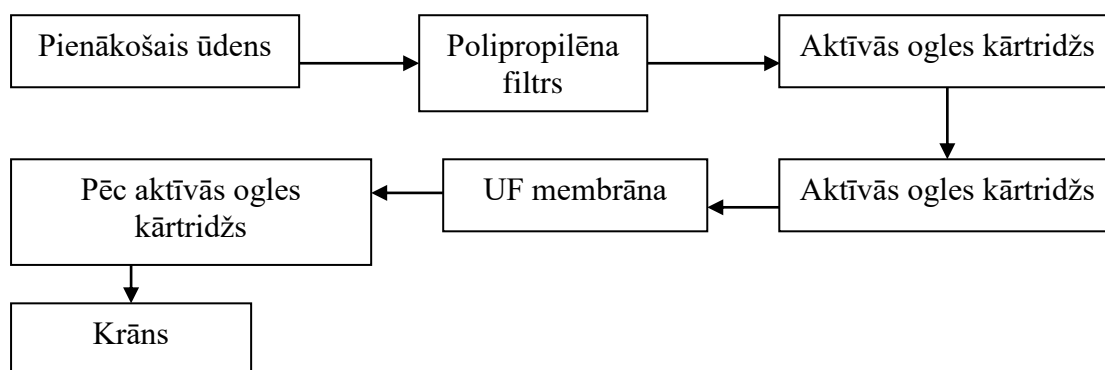 Pienākošais ūdens
Polipropilēna
filtrs
Aktīvās ogles kārtridžs
Aktīvās ogles kārtridžs
UF membrāna
Pēc aktīvās ogles
kārtridžs
Krāns